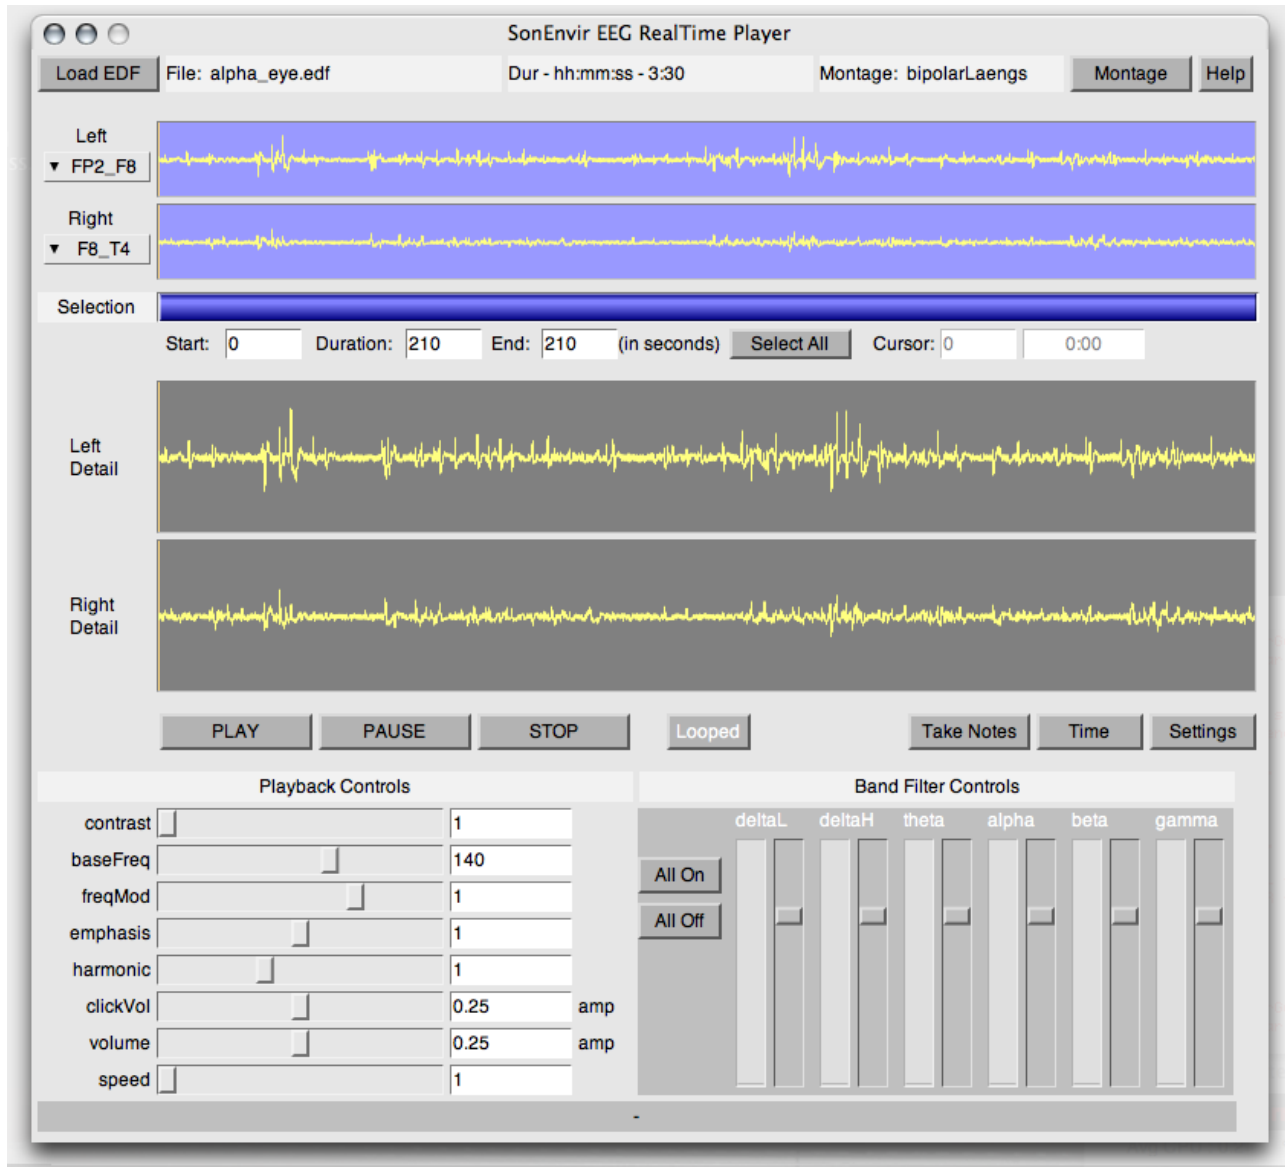 SonEnvir EEG RealTime Player
Load EDF File: alpha_eye.edf Dur - hh:mm:ss - 3:30 Montage: bipolarLaengs Montage Help
Left
FP2_F8
Right
F8_T4
Selection
Start: 0 Duration: 210 End: 210 (in seconds) Select All Cursor: 0 0:00
Left
Detail
Right
Detail
PLAY PAUSE STOP Looped Take Notes Time Settings
Playback Controls
contrast 1
baseFreq 140
freqMod 1
emphasis 1
harmonic 1
clickVol 0.25 amp
volume 0.25 amp
speed 1
Band Filter Controls
deltaL deltaH theta alpha beta gamma
All On
All Off
-